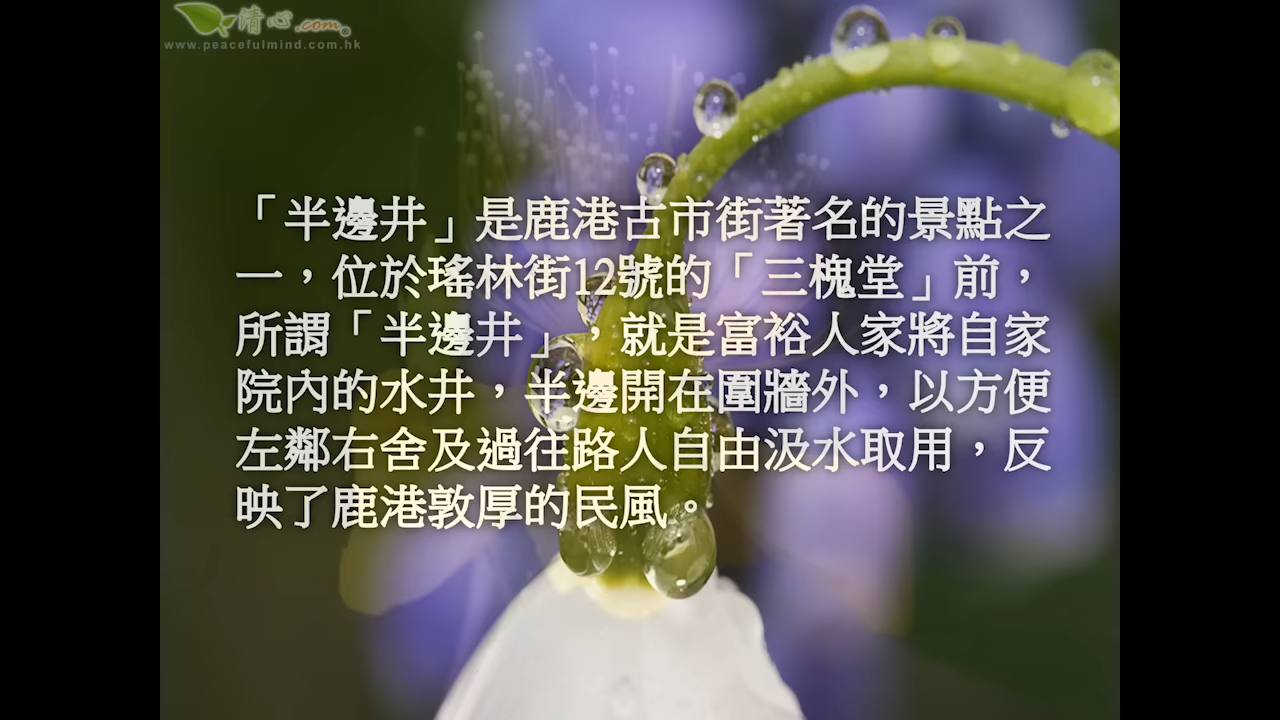 清心.com
www.peacefulmind.com.hk
「半邊井」是鹿港古市街著名的景點之
一，位於瑤林街12號的「三槐堂」前，
所謂「半邊井」，就是富裕人家將自家
院內的水井，半邊開在圍牆外，以方便
左鄰右舍及過往路人自由汲水取用，反
映了鹿港敦厚的民風。